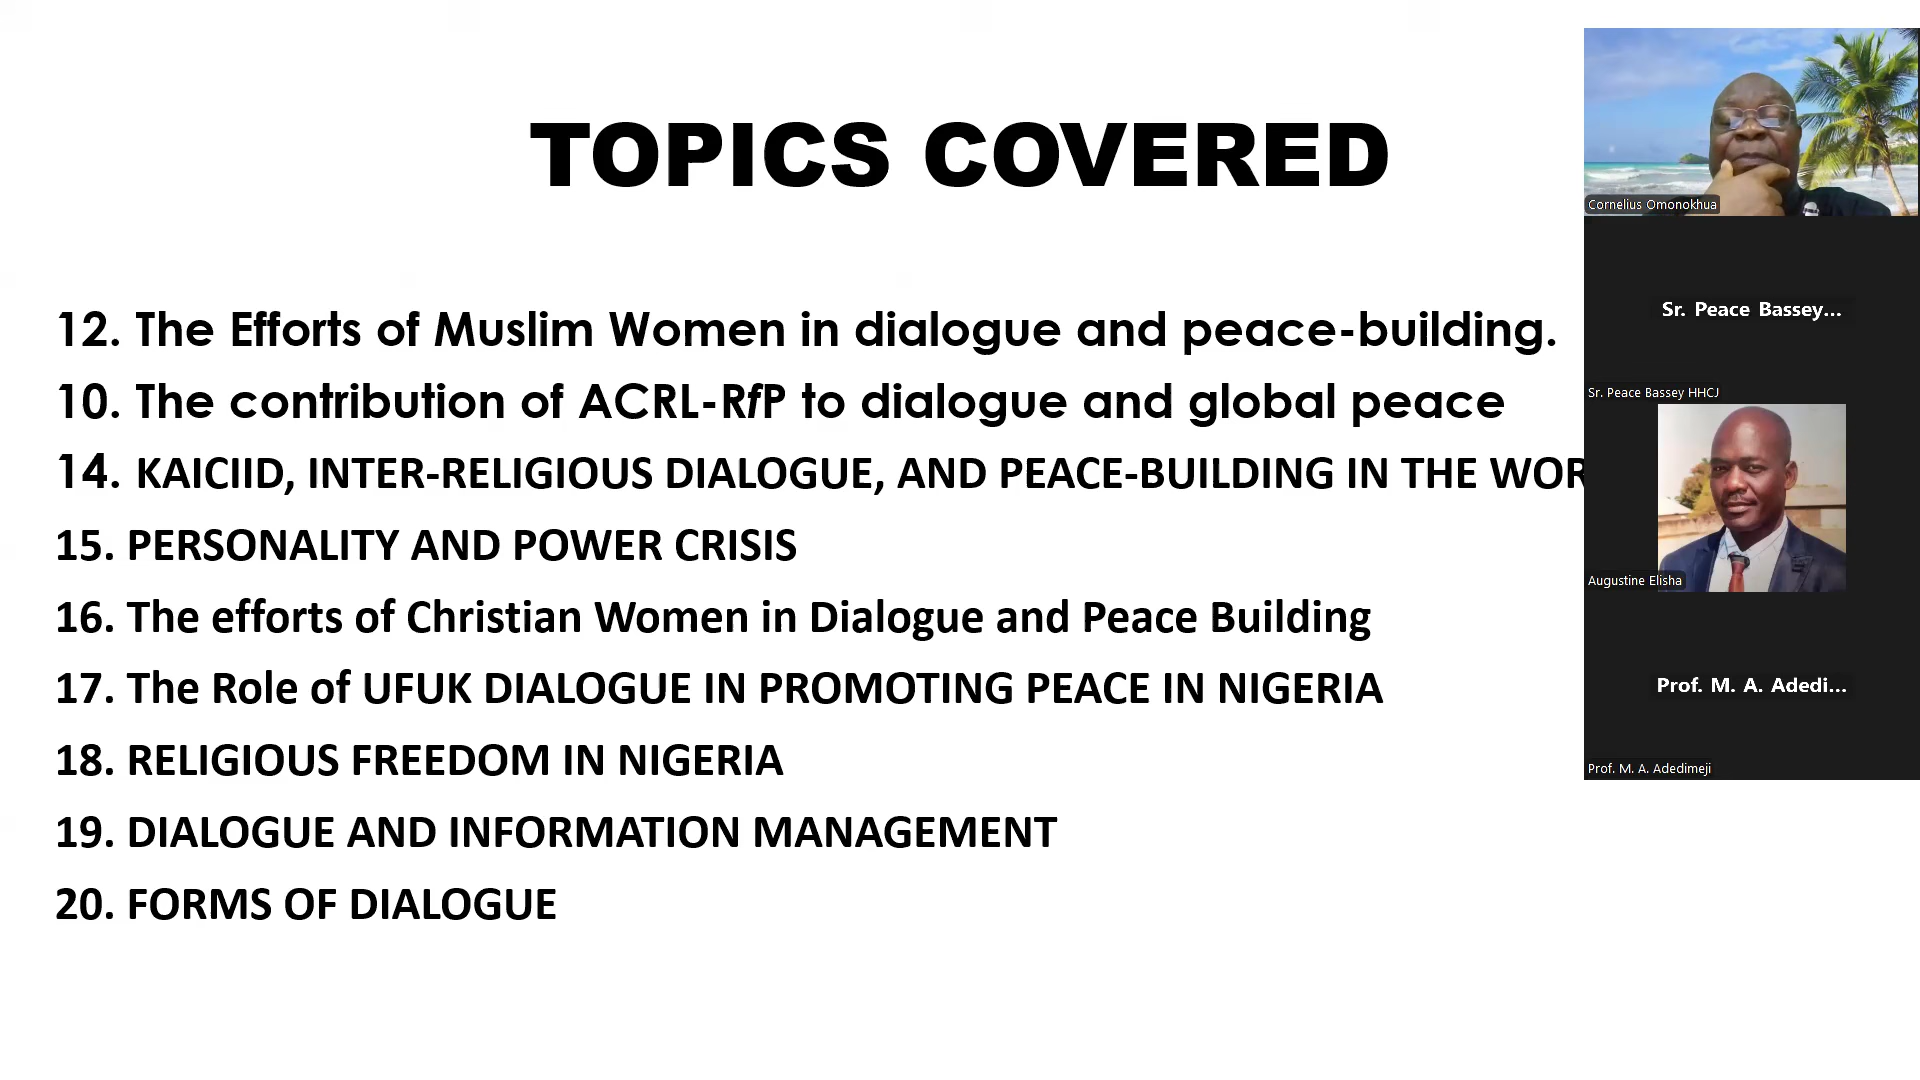 TOPICS COVERED
12. The Efforts of Muslim Women in dialogue and peace-building.
10. The contribution of ACRL-RfP to dialogue and global peace
14. KAICIID, INTER-RELIGIOUS DIALOGUE, AND PEACE-BUILDING IN THE WOR
15. PERSONALITY AND POWER CRISIS
16. The efforts of Christian Women in Dialogue and Peace Building
17. The Role of UFUK DIALOGUE IN PROMOTING PEACE IN NIGERIA
18. RELIGIOUS FREEDOM IN NIGERIA
19. DIALOGUE AND INFORMATION MANAGEMENT
20. FORMS OF DIALOGUE
Cornelius Omonokhua
Sr. Peace Bassey...
Sr. Peace Bassey HHCJ
Augustine Elisha
Prof. M. A. Adedi...
Prof. M. A. Adedimeji